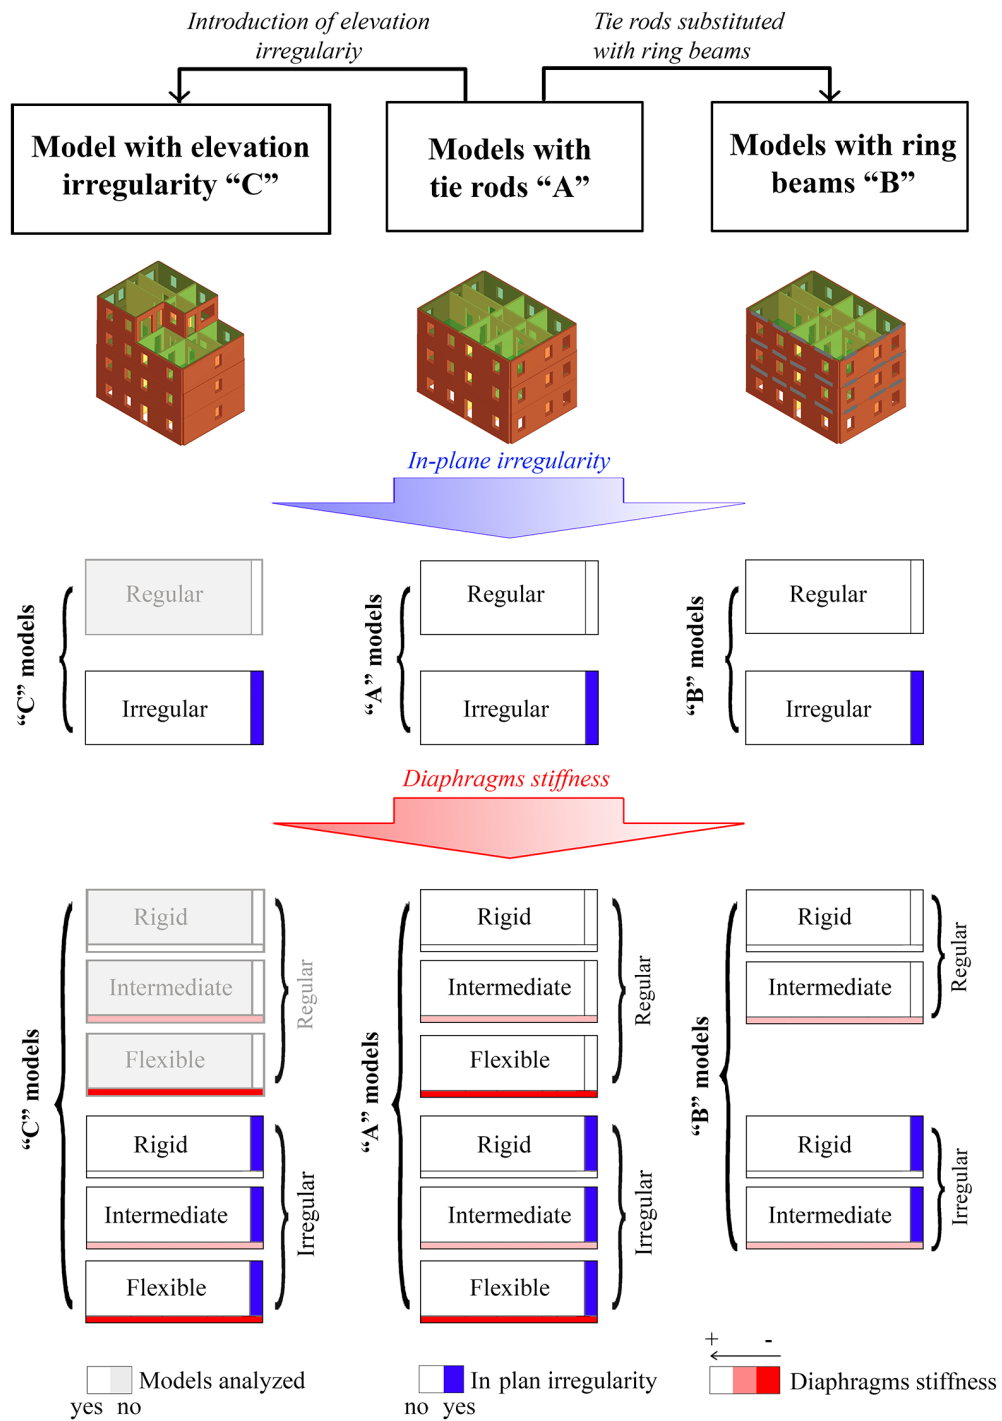 Introduction of elevation
irregulariy
Tie rods substituted
with ring beams
Model with elevation
irregularity “C”
Models with
tie rods “A”
Models with ring
beams “B”
In-plane irregularity
“C” models
Regular
Irregular
“A” models
Regular
Irregular
“B” models
Regular
Irregular
Diaphragms stiffness
“C” models
Rigid
Intermediate
Flexible
Regular
Rigid
Intermediate
Flexible
Irregular
“A” models
Rigid
Intermediate
Flexible
Regular
Rigid
Intermediate
Flexible
Irregular
“B” models
Rigid
Intermediate
Regular
Rigid
Intermediate
Irregular
Models analyzed
yes no
In plan irregularity
no yes
+ -
Diaphragms stiffness